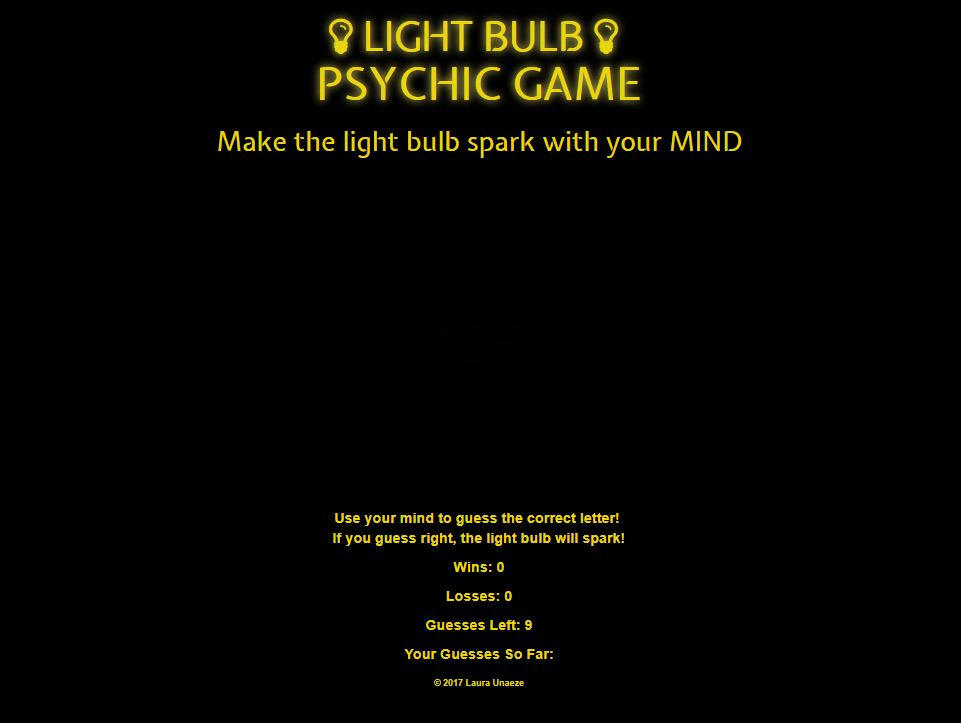 LIGHT BULB
PSYCHIC GAME
Make the light bulb spark with your MIND
Use your mind to guess the correct letter!
If you guess right, the light bulb will spark!
Wins: 0
Losses: 0
Guesses Left: 9
Your Guesses So Far:
© 2017 Laura Unaeze